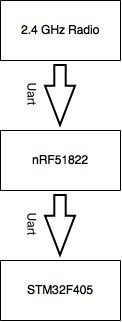 2.4 GHz Radio
Uart
nRF51822
Uart
STM32F405